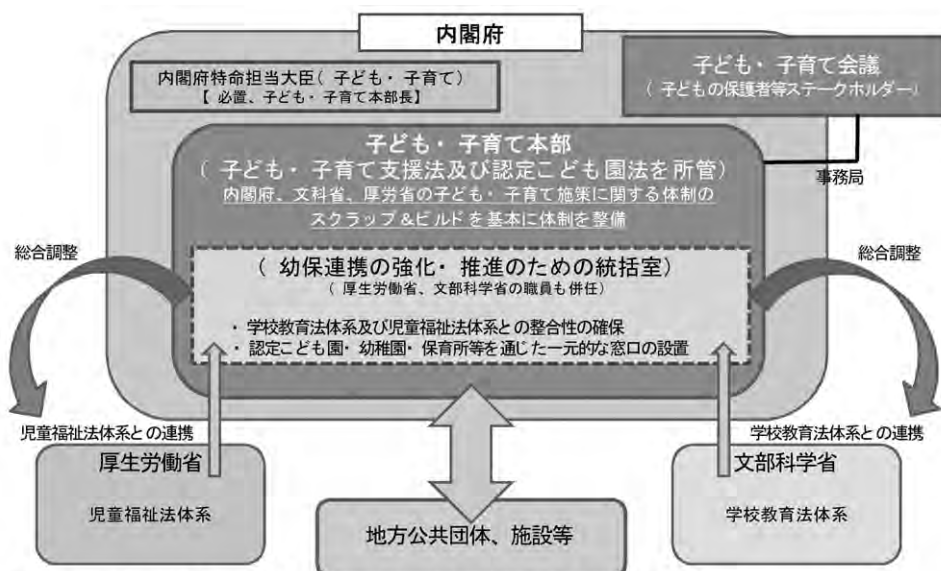 内閣府
内閣府特命担当大臣( 子ども・ 子育て)
【 必置、子ども・ 子育て本部長】
子ども・ 子育て会議
( 子どもの保護者等ステークホルダー)
子ども・ 子育て本部
( 子ども・ 子育て支援法及び認定こども園法を所管)
内閣府、文科省、厚労省の子ども・ 子育て施策に関する体制の
スクラップ&ビルドを基本に体制を整備
事務局
総合調整
総合調整
( 幼保連携の強化・ 推進のための統括室)
( 厚生労働省、文部科学省の職員も併任)
・ 学校教育法体系及び児童福祉法体系との整合性の確保
・ 認定こども園・ 幼稚園・ 保育所等を通じた一元的な窓口の設置
児童福祉法体系との連携
学校教育法体系との連携
厚生労働省
児童福祉法体系
地方公共団体、施設等
文部科学省
学校教育法体系